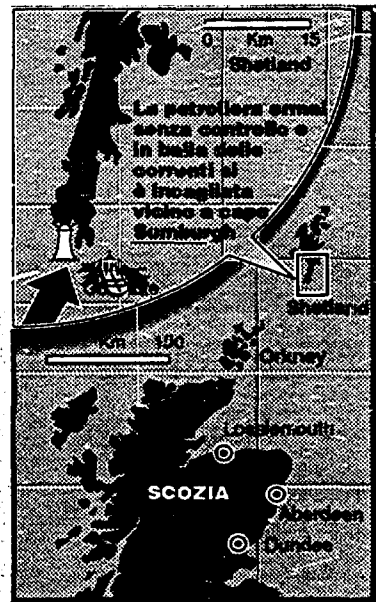 0 Km 15
Shetland
La petroliera ormai
senza controllo e
in balia delle
correnti si
è incagliata
vicino a capo
Sumburgh
Shetland
Km 100
Orkney
Lossiemouth
SCOZIA
Aberdeen
Dundee